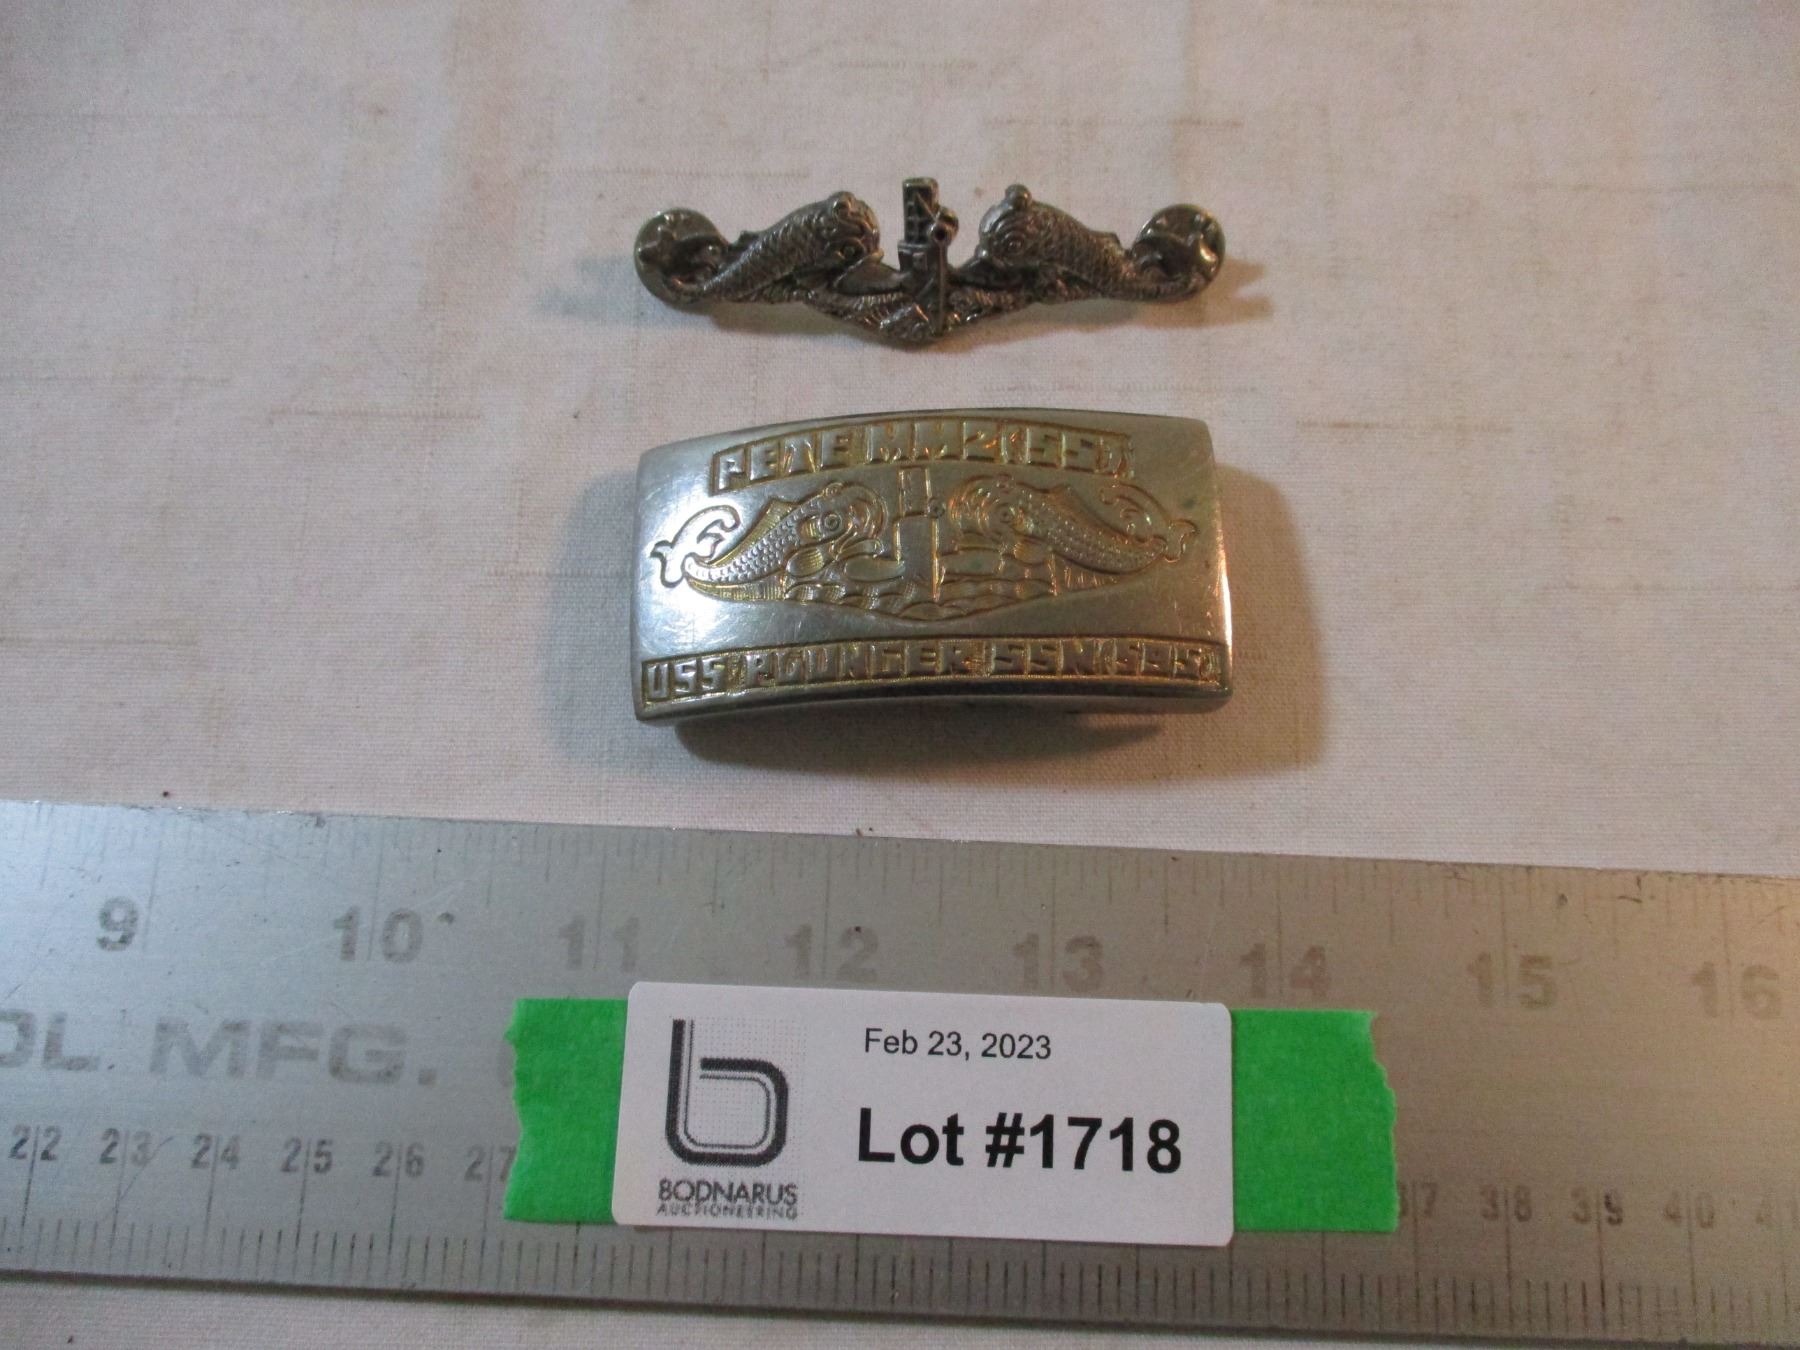 PETE MM2(SS)
USS POUNCER SSN(595)
9 10 11 12 13 14 15 16
OL MFG.
Feb 23, 2023
Lot #1718
BODNARUS
AUCTIONEERING
22 23 24 25 26 27 37 38 39 40